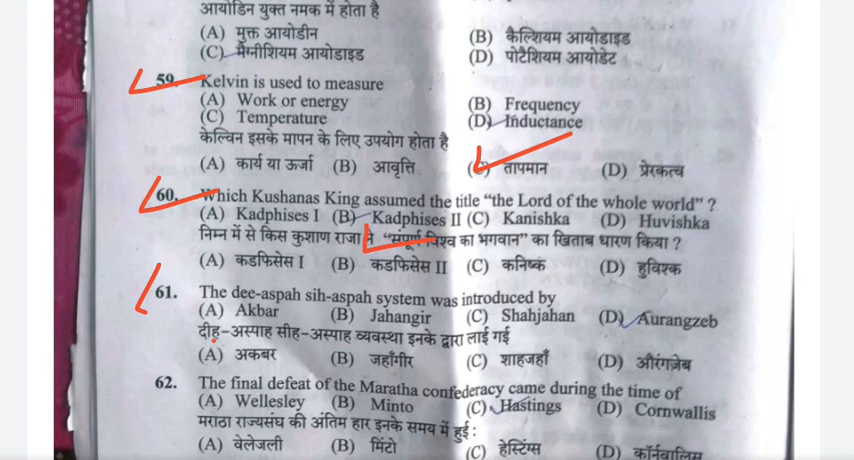 आयोडिन युक्त नमक में होता है
(A) मुक्त आयोडीन (B) कैल्शियम आयोडाइड
(C) मैग्नीशियम आयोडाइड (D) पोटैशियम आयोडेट
59. Kelvin is used to measure
(A) Work or energy (B) Frequency
(C) Temperature (D) Inductance
केल्विन इसके मापन के लिए उपयोग होता है
(A) कार्य या ऊर्जा (B) आवृत्ति (C) तापमान (D) प्रेरकत्व
60. Which Kushanas King assumed the title “the Lord of the whole world” ?
(A) Kadphises I (B) Kadphises II (C) Kanishka (D) Huvishka
निम्न में से किस कुशाण राजा ने “संपूर्ण विश्व का भगवान” का खिताब धारण किया ?
(A) कडफिसेस I (B) कडफिसेस II (C) कनिष्क (D) हुविश्क
61. The dee-aspah sih-aspah system was introduced by
(A) Akbar (B) Jahangir (C) Shahjahan (D) Aurangzeb
दीह-अस्पाह सीह-अस्पाह व्यवस्था इनके द्वारा लाई गई
(A) अकबर (B) जहाँगीर (C) शाहजहाँ (D) औरंगज़ेब
62. The final defeat of the Maratha confederacy came during the time of
(A) Wellesley (B) Minto (C) Hastings (D) Cornwallis
मराठा राज्यसंघ की अंतिम हार इनके समय में हुई :
(A) वेलेजली (B) मिंटो (C) हेस्टिंग्स (D) कॉर्नवालिस